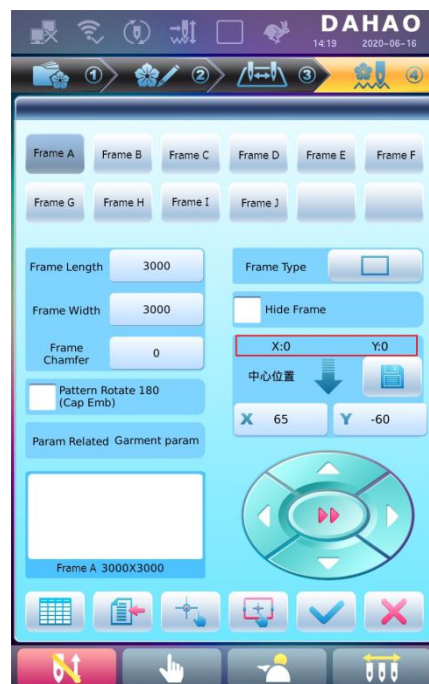 DAHAO
14:19 2020-06-16
① ② ③ ④
Frame A Frame B Frame C Frame D Frame E Frame F
Frame G Frame H Frame I Frame J
Frame Length 3000
Frame Type
Frame Width 3000
Hide Frame
Frame Chamfer 0
X:0 Y:0
中心位置
Pattern Rotate 180
(Cap Emb)
X 65 Y -60
Param Related Garment param
Frame A 3000X3000